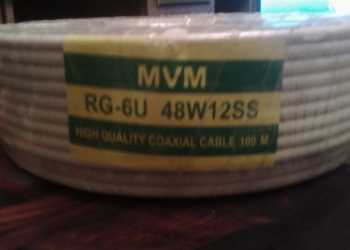 MVM
RG-6U 48W12SS
HIGH QUALITY COAXIAL CABLE 100 M